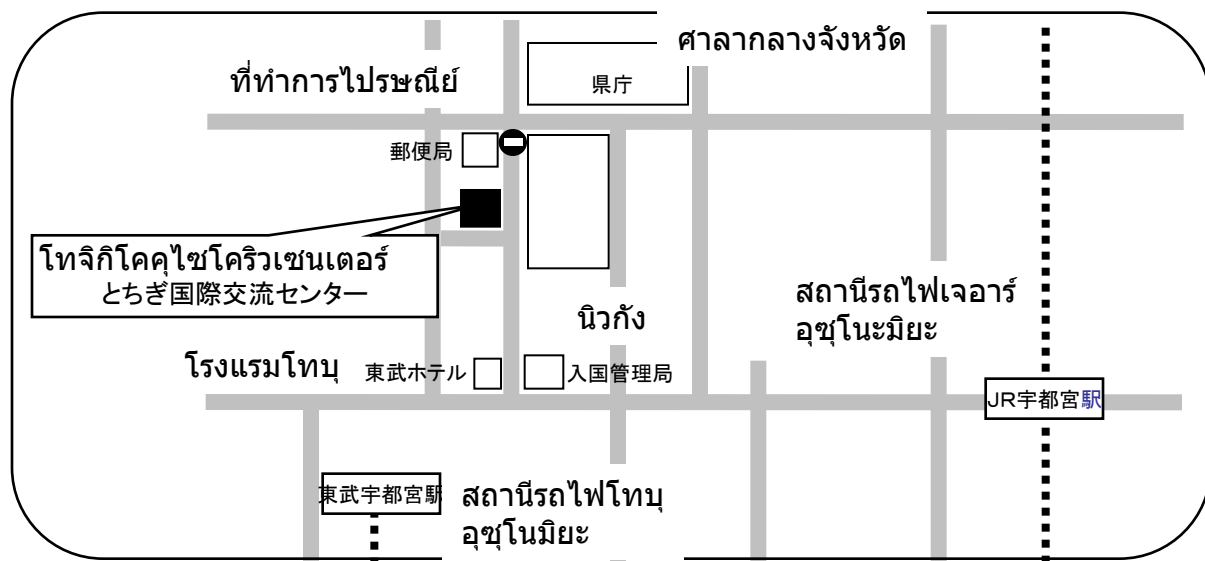 ศาลากลางจังหวัด
県庁
ที่ทำการไปรษณีย์
郵便局
โทจิกิโคคุไซโคริวเซนเตอร์
とちぎ国際交流センター
นิวกัง
สถานีรถไฟเจอาร์
อุซุโนะมิยะ
โรงแรมโทบุ
東武ホテル
入国管理局
JR宇都宮駅
東武宇都宮駅
สถานีรถไฟโทบุ
อุซุโนมิยะ